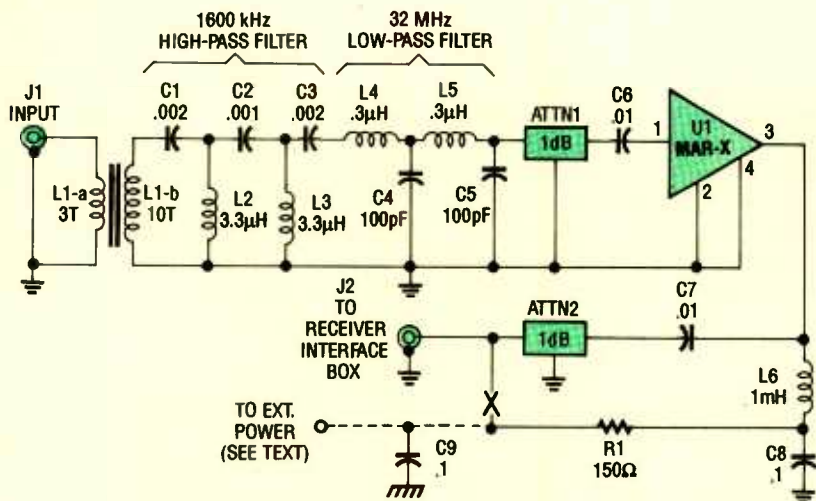 1600 kHz
HIGH-PASS FILTER
32 MHz
LOW-PASS FILTER
J1
INPUT
C1
.002
C2
.001
C3
.002
L4
.3µH
L5
.3µH
ATTN1
1dB
C6
.01
1
U1
MAR-X
3
4
2
L1-a
3T
L1-b
10T
L2
3.3µH
L3
3.3µH
C4
100pF
C5
100pF
J2
TO
RECEIVER
INTERFACE
BOX
ATTN2
1dB
C7
.01
L6
1mH
TO EXT.
POWER
(SEE TEXT)
C9
.1
R1
150Ω
C8
.1